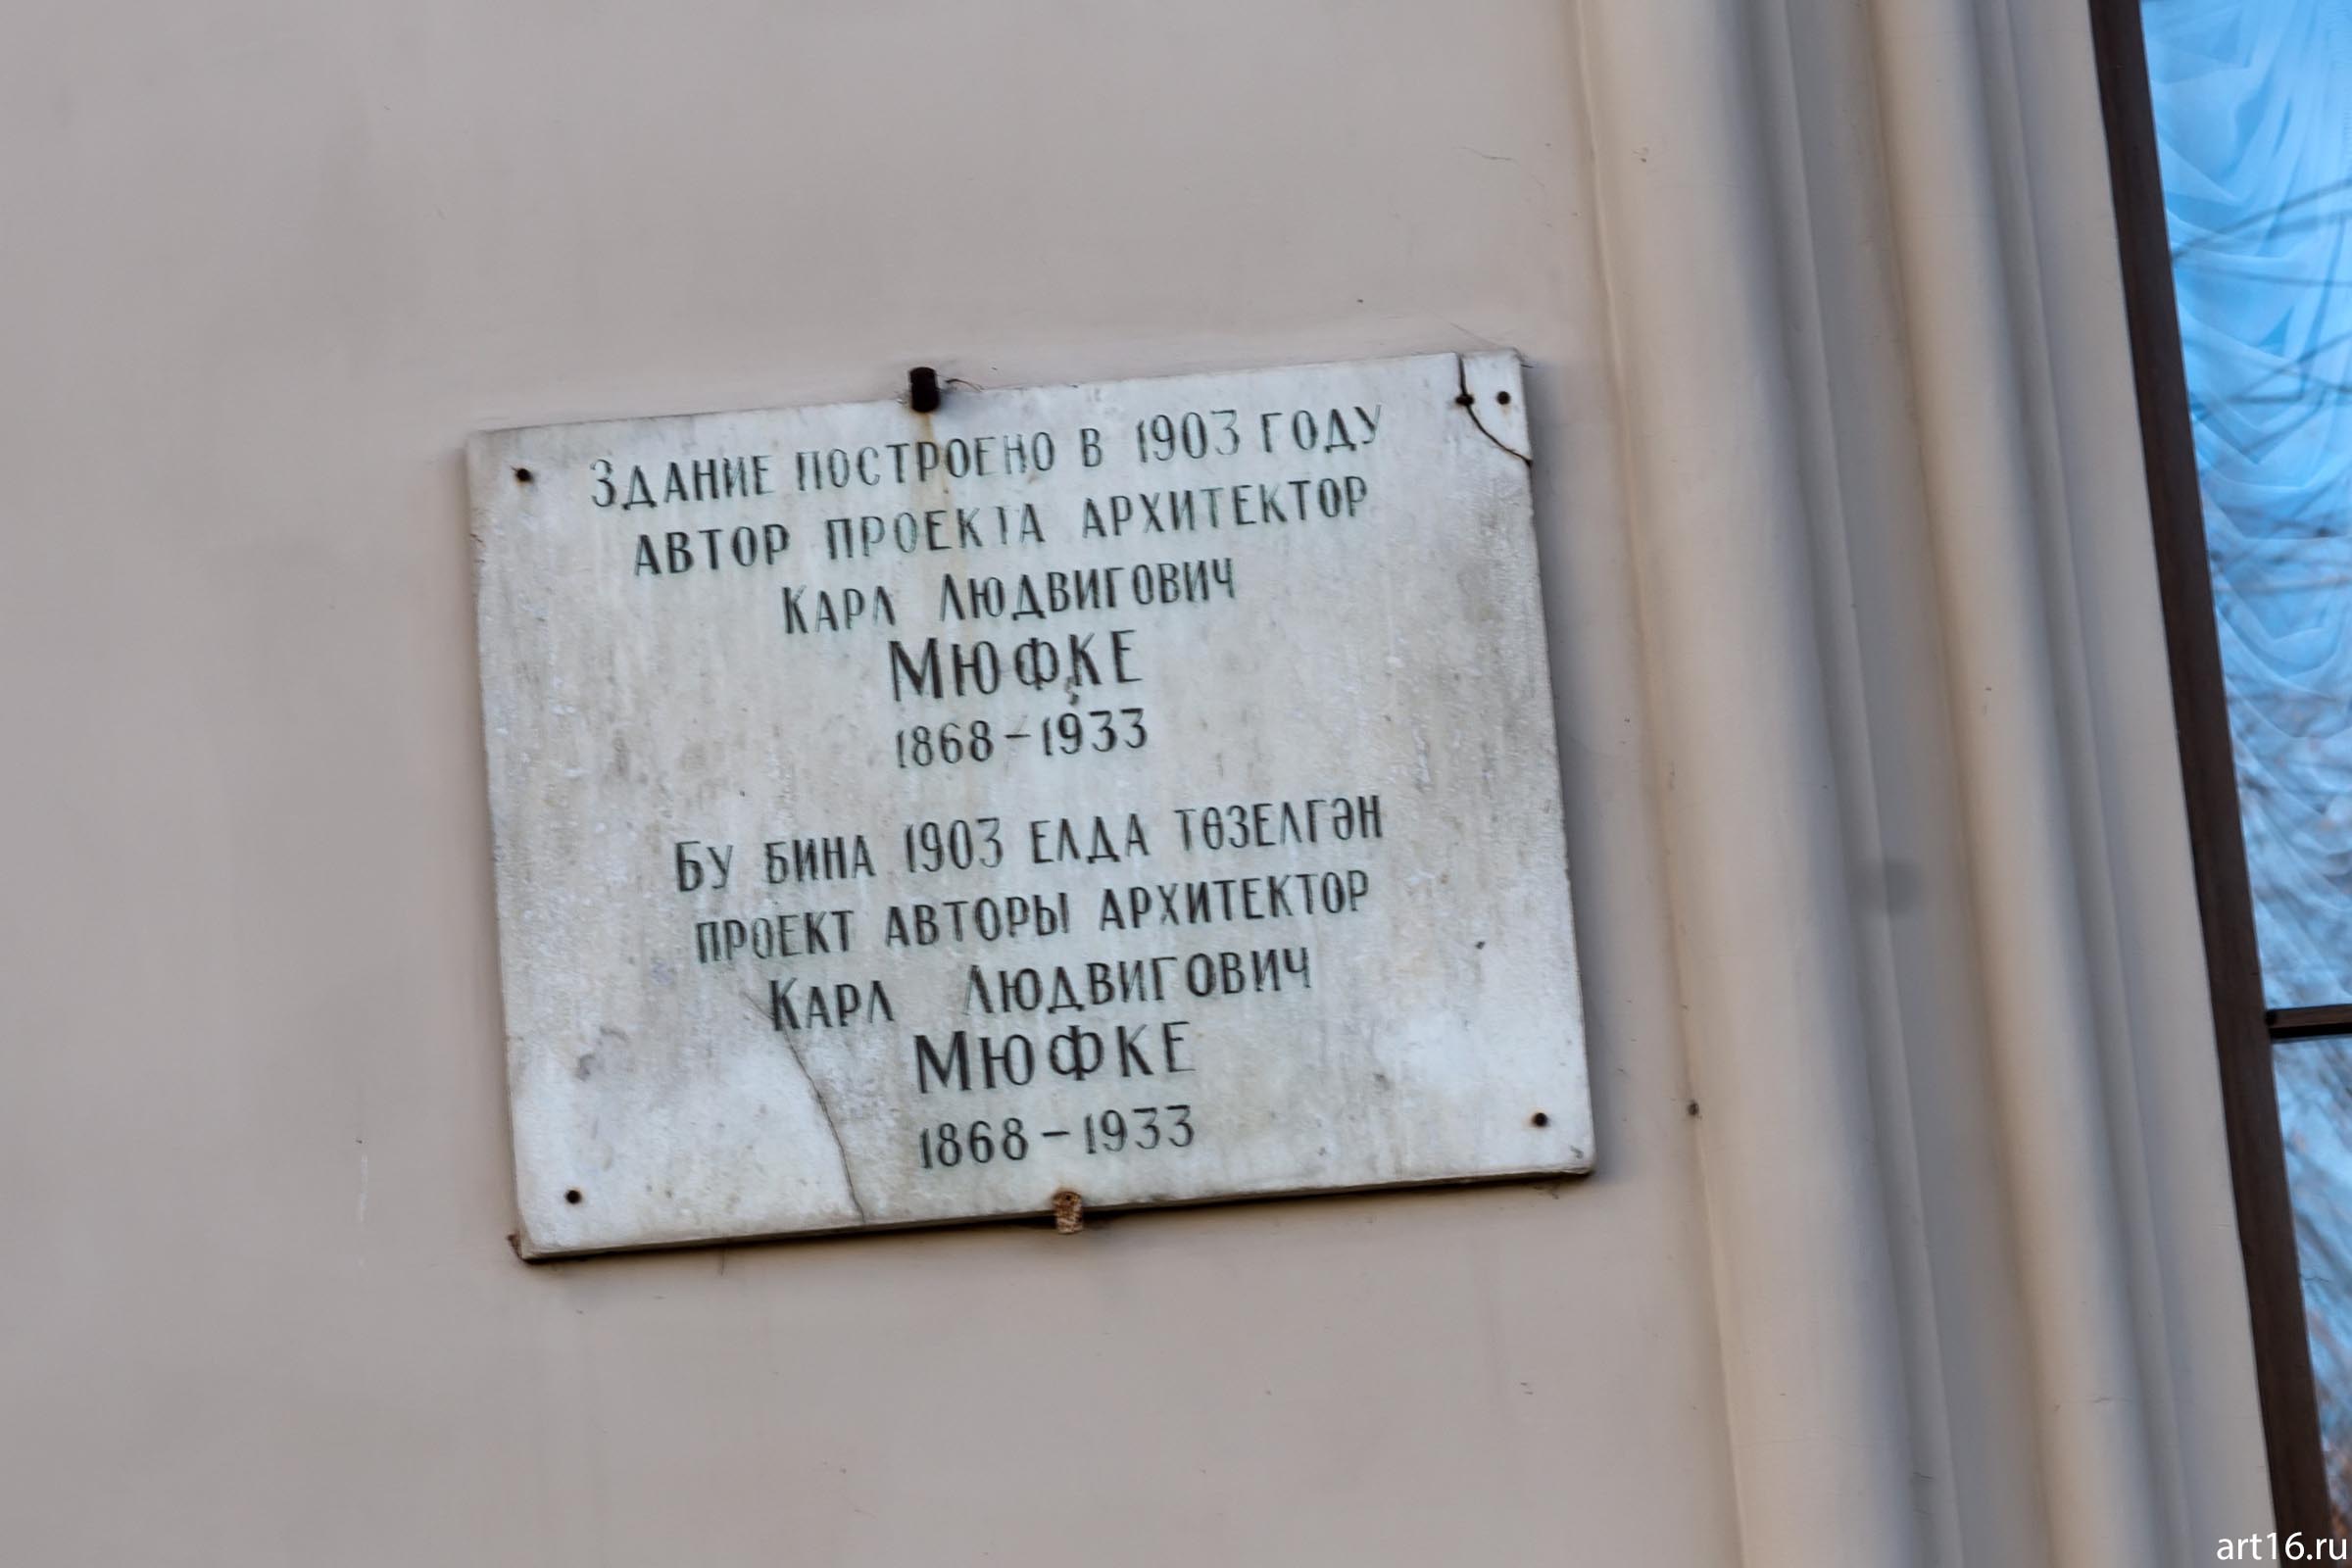 ЗДАНИЕ ПОСТРОЕНО В 1903 ГОДУ
АВТОР ПРОЕКТА АРХИТЕКТОР
КАРЛ ЛЮДВИГОВИЧ
МЮФКЕ
1868-1933
БУ БИНА 1903 ЕЛДА ТӨЗЕЛГӘН
ПРОЕКТ АВТОРЫ АРХИТЕКТОР
КАРЛ ЛЮДВИГОВИЧ
МЮФКЕ
1868-1933
art16.ru